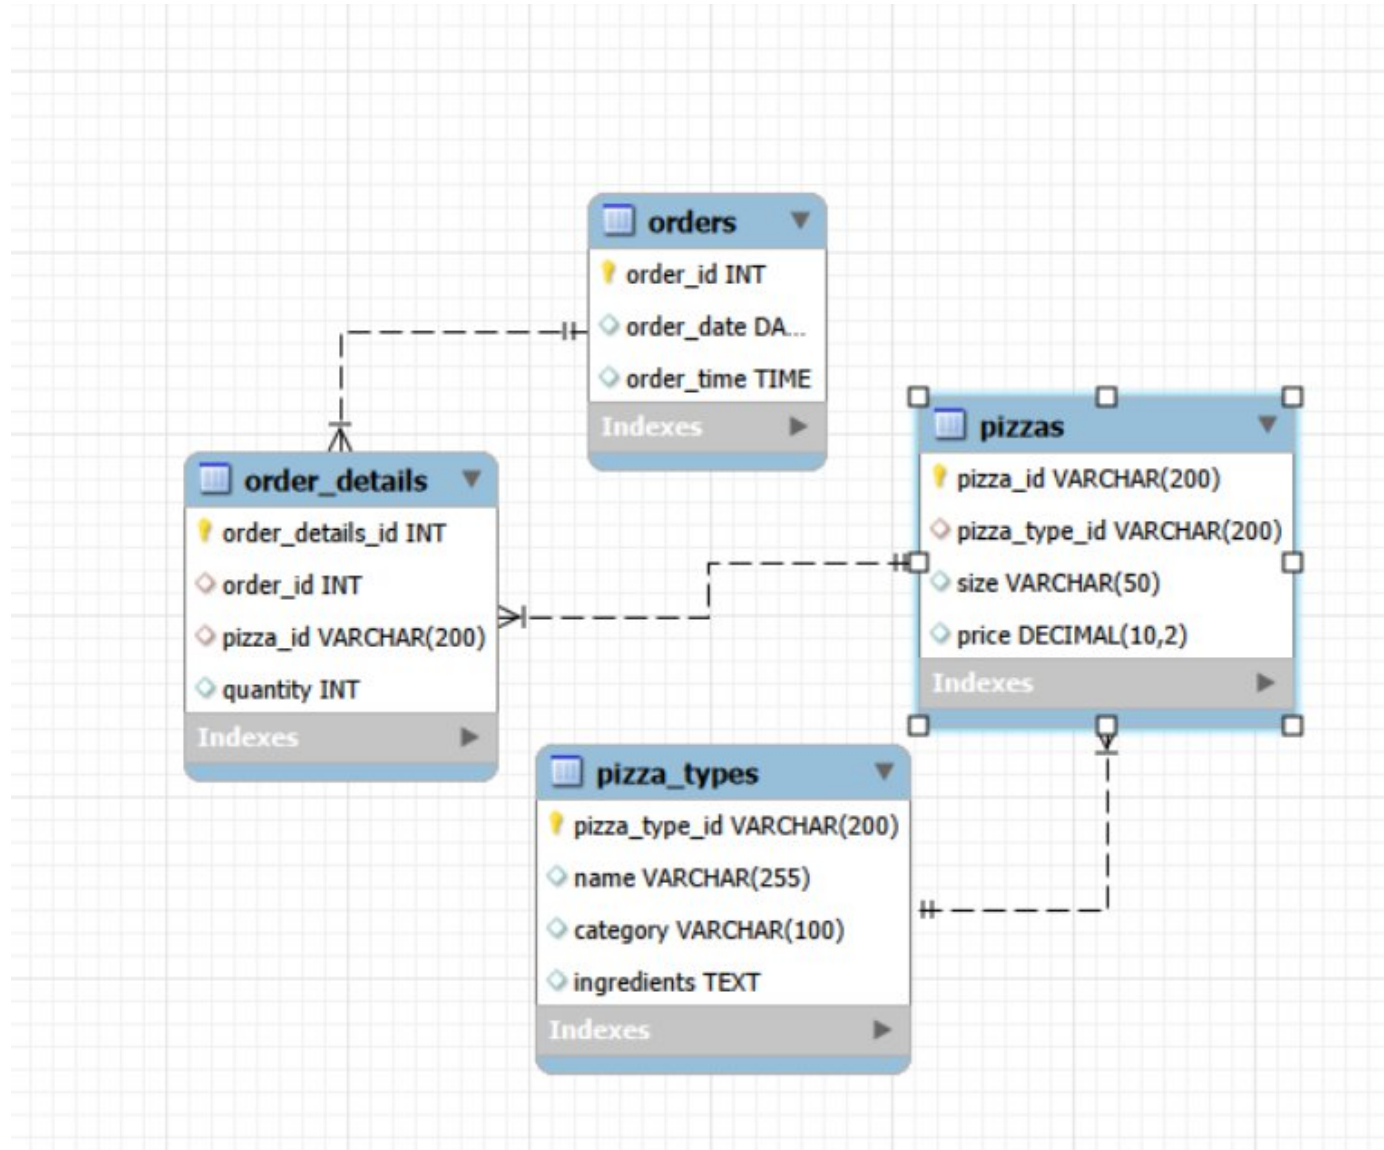 orders
order_id INT
order_date DA...
order_time TIME
Indexes
pizzas
pizza_id VARCHAR(200)
pizza_type_id VARCHAR(200)
size VARCHAR(50)
price DECIMAL(10,2)
Indexes
order_details
order_details_id INT
order_id INT
pizza_id VARCHAR(200)
quantity INT
Indexes
pizza_types
pizza_type_id VARCHAR(200)
name VARCHAR(255)
category VARCHAR(100)
ingredients TEXT
Indexes